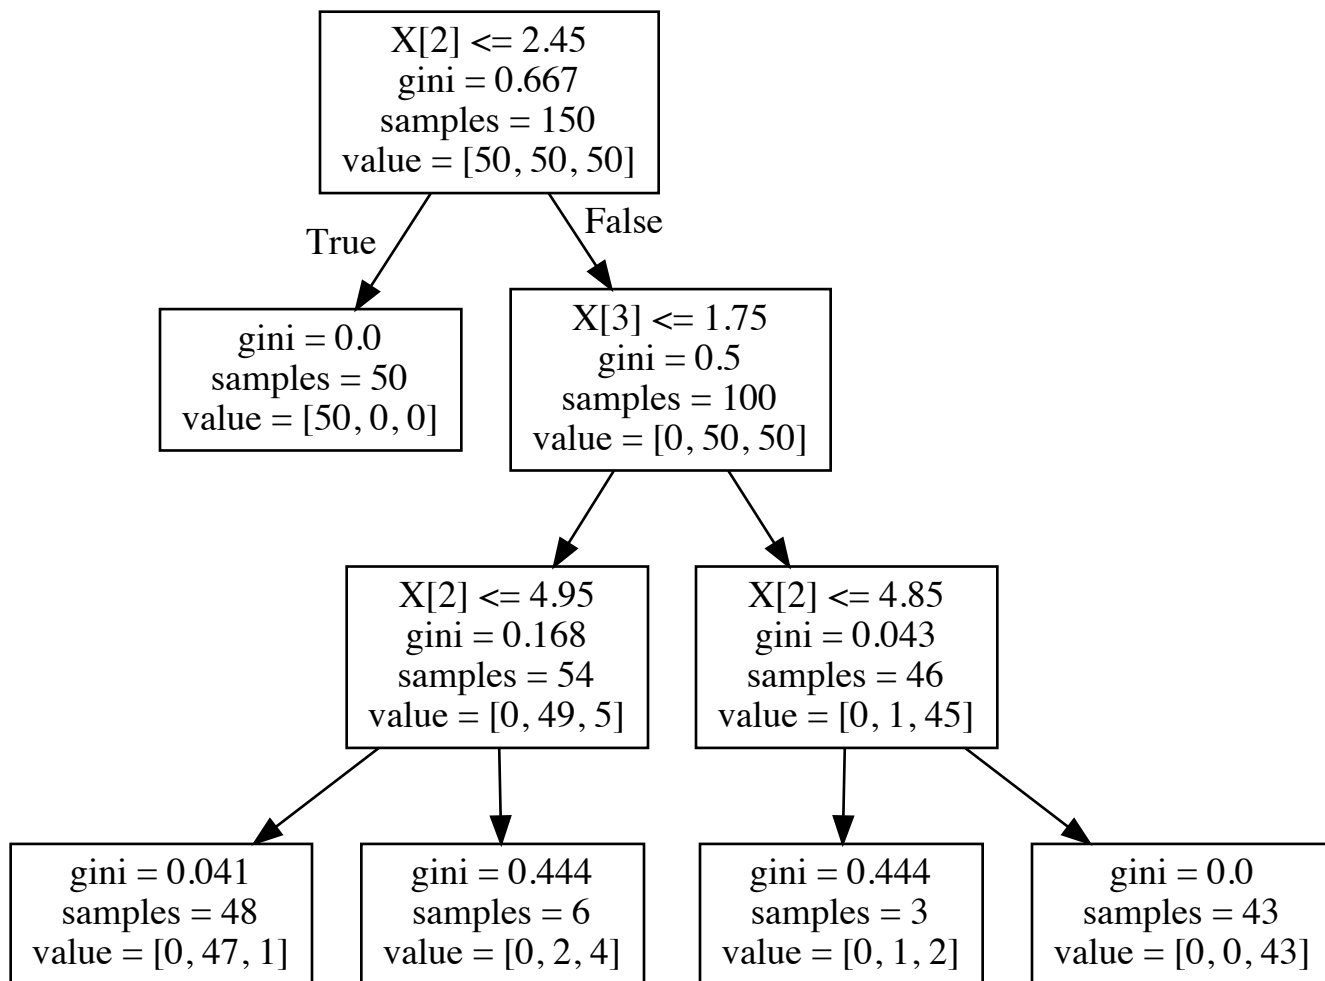 X[2] <= 2.45
gini = 0.667
samples = 150
value = [50, 50, 50]
True
False
gini = 0.0
samples = 50
value = [50, 0, 0]
X[3] <= 1.75
gini = 0.5
samples = 100
value = [0, 50, 50]
X[2] <= 4.95
gini = 0.168
samples = 54
value = [0, 49, 5]
X[2] <= 4.85
gini = 0.043
samples = 46
value = [0, 1, 45]
gini = 0.041
samples = 48
value = [0, 47, 1]
gini = 0.444
samples = 6
value = [0, 2, 4]
gini = 0.444
samples = 3
value = [0, 1, 2]
gini = 0.0
samples = 43
value = [0, 0, 43]